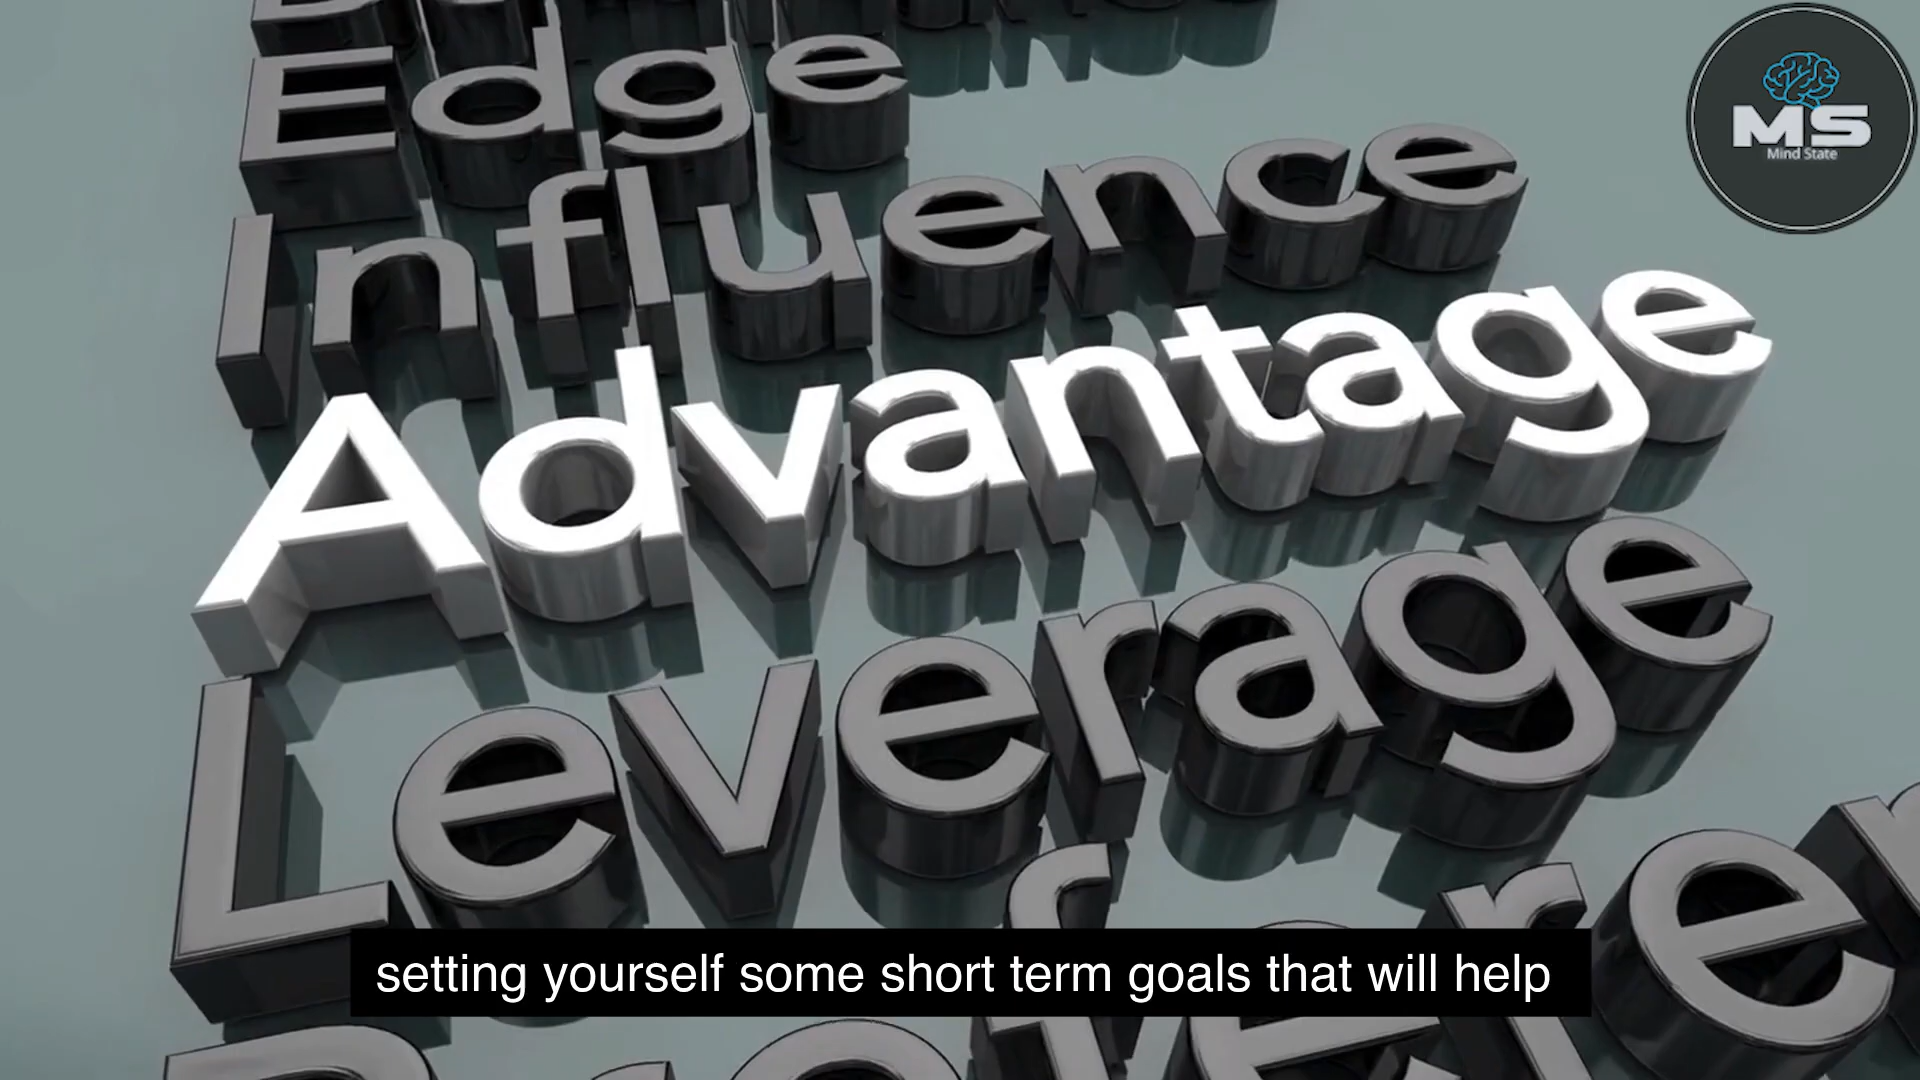 Edge
MS
Mind State
Influence
Advantage
Leverage
setting yourself some short term goals that will help